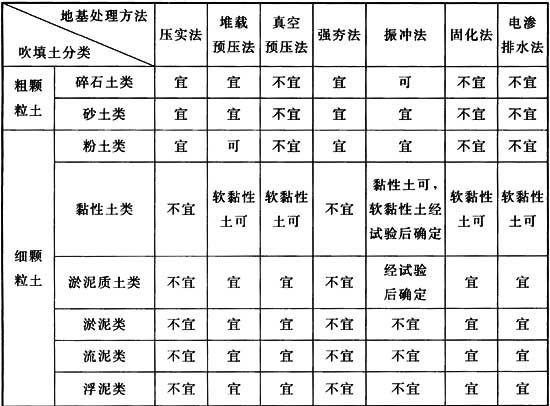 地基处理方法
吹填土分类
压实法 堆载预压法 真空预压法 强夯法 振冲法 固化法 电渗排水法
粗颗粒土
碎石土类 宜 宜 不宜 宜 可 不宜 不宜
砂土类 宜 宜 不宜 宜 宜 不宜 不宜
细颗粒土
粉土类 宜 可 不宜 宜 宜 不宜 不宜
黏性土类 不宜 软黏性土可 软黏性土可 不宜 黏性土可，软黏性土经试验后确定 软黏性土可 软黏性土可
淤泥质土类 不宜 宜 宜 不宜 经试验后确定 宜 宜
淤泥类 不宜 宜 宜 不宜 不宜 宜 宜
流泥类 不宜 宜 宜 不宜 不宜 宜 宜
浮泥类 不宜 宜 宜 不宜 不宜 宜 宜